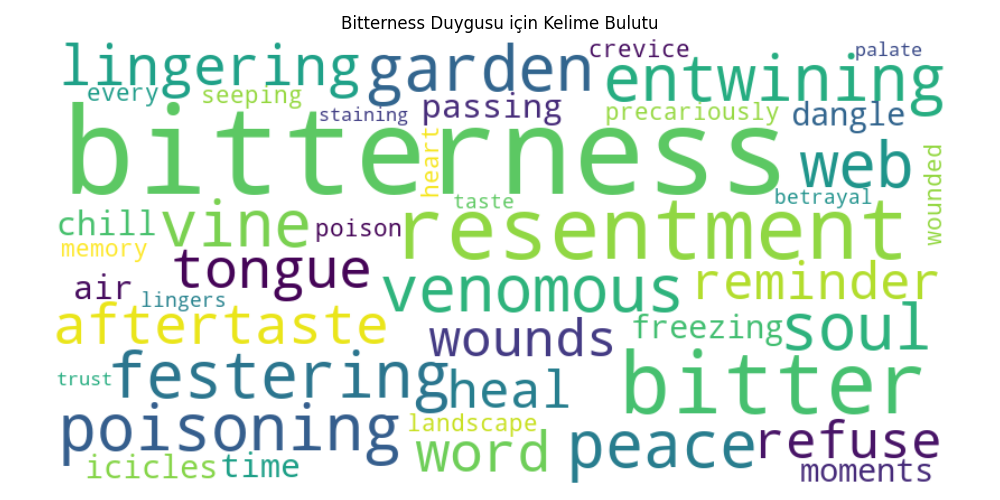 Bitterness Duygusu için Kelime Bulutu
lingering garden crevice entwining palate
every seeping staining passing precariously dangle
bitterness heart web wounded
chill vine taste betrayal
memory poison resentment
air tongue venomous reminder
lingers
aftertaste wounds freezing soul
trust festering heal bitter
poisoning landscape word peace refuse
icicles time moments